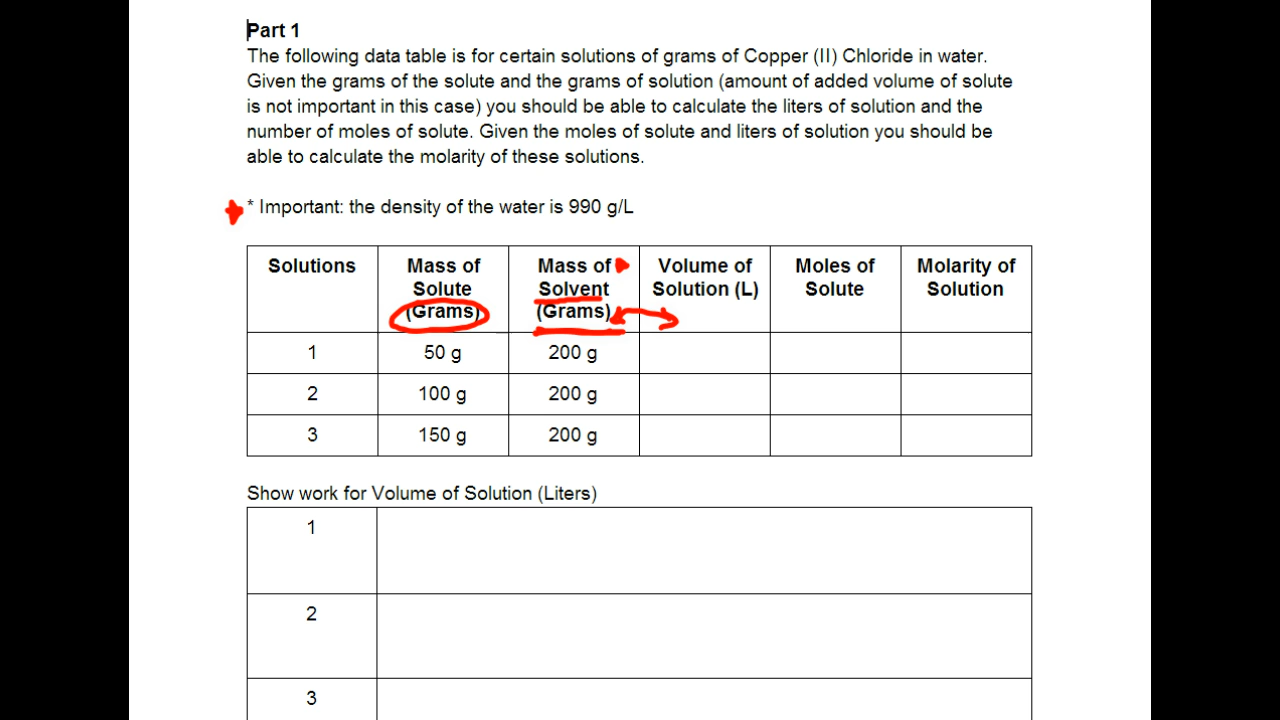 Part 1
The following data table is for certain solutions of grams of Copper (II) Chloride in water.
Given the grams of the solute and the grams of solution (amount of added volume of solute
is not important in this case) you should be able to calculate the liters of solution and the
number of moles of solute. Given the moles of solute and liters of solution you should be
able to calculate the molarity of these solutions.
* Important: the density of the water is 990 g/L
Solutions
Mass of
Solute
(Grams)
Mass of
Solvent
(Grams)
Volume of
Solution (L)
Moles of
Solute
Molarity of
Solution
1 50 g 200 g
2 100 g 200 g
3 150 g 200 g
Show work for Volume of Solution (Liters)
1
2
3